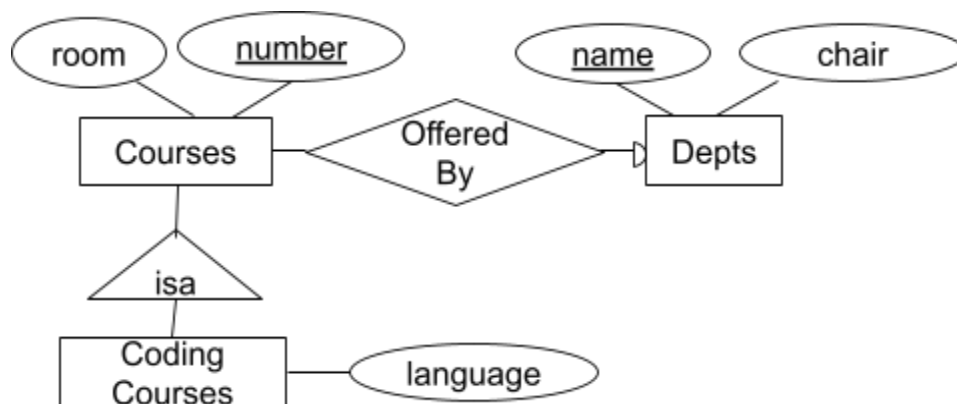 room
number
name
chair
Courses
Offered
By
Depts
isa
Coding
Courses
language